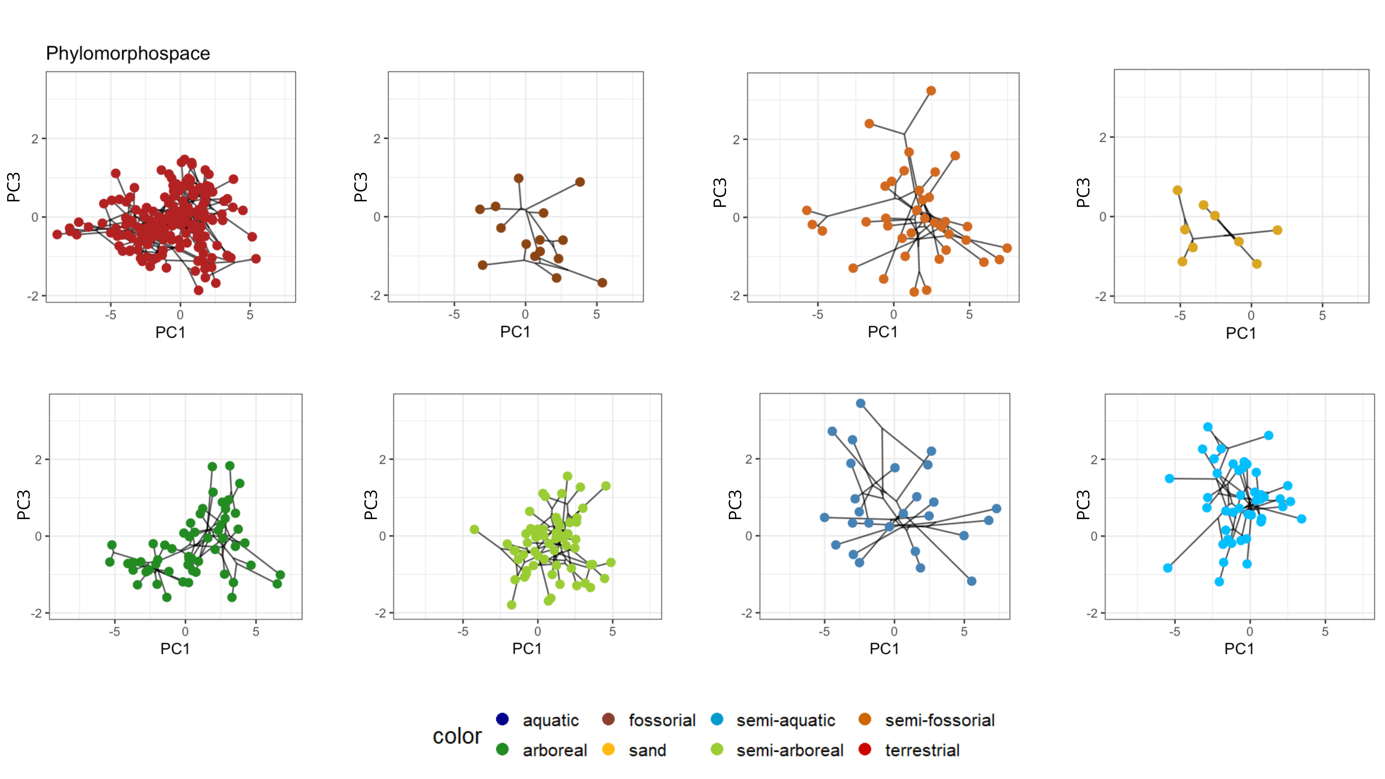 Phylomorphospace
PC3
2
0
-2
-5
0
5
PC1
PC3
2
0
-2
-5
0
5
PC1
PC3
2
0
-2
-5
0
5
PC1
PC3
2
0
-2
-5
0
5
PC1
PC3
2
0
-2
-5
0
5
PC1
PC3
2
0
-2
-5
0
5
PC1
PC3
2
0
-2
-5
0
5
PC1
PC3
2
0
-2
-5
0
5
PC1
color
aquatic fossorial semi-aquatic semi-fossorial
arboreal sand semi-arboreal terrestrial